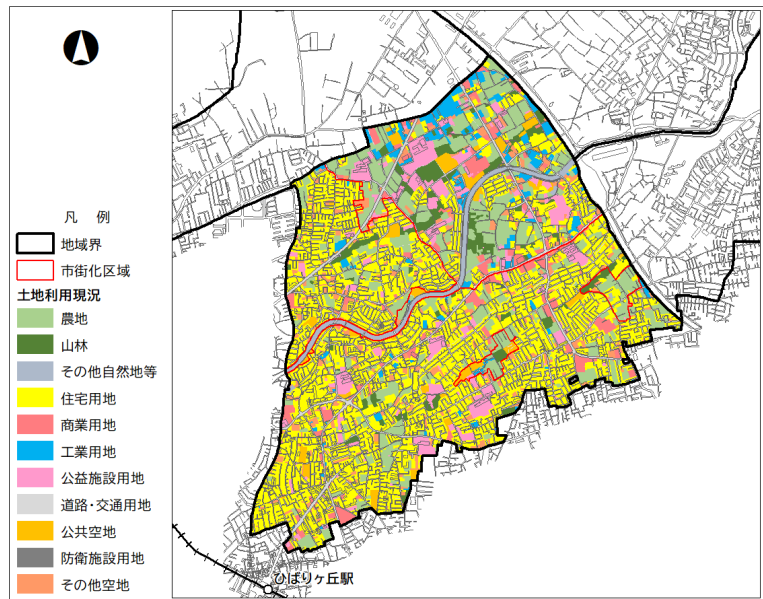 凡 例
地域界
市街化区域
土地利用現況
農地
山林
その他自然地等
住宅用地
商業用地
工業用地
公益施設用地
道路・交通用地
公共空地
防衛施設用地
その他空地
ひばりヶ丘駅